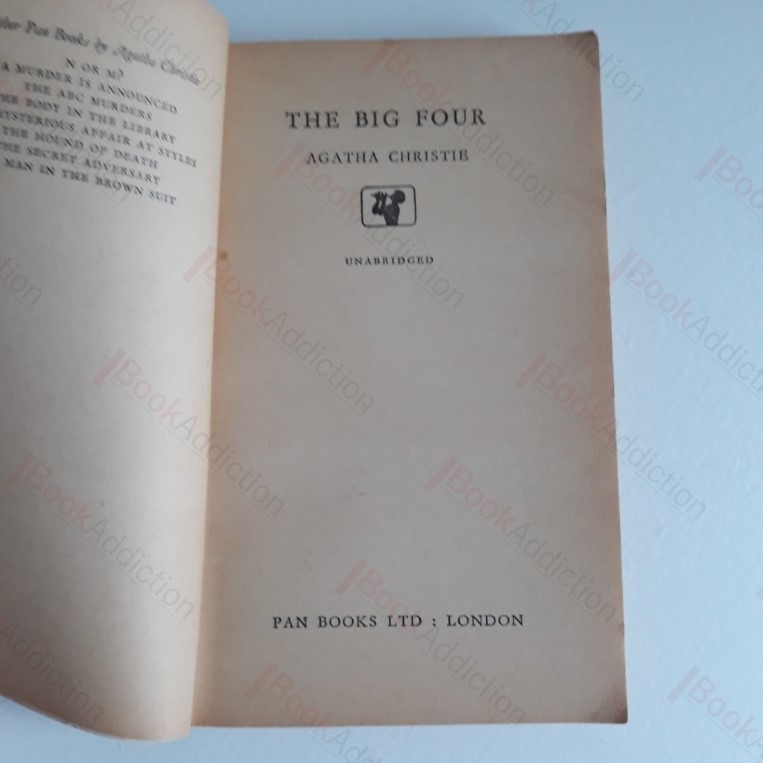 Other Pan Books by Agatha Christie
N OR M?
A MURDER IS ANNOUNCED
THE ABC MURDERS
THE BODY IN THE LIBRARY
MYSTERIOUS AFFAIR AT STYLES
THE HOUND OF DEATH
THE SECRET ADVERSARY
MAN IN THE BROWN SUIT
THE BIG FOUR
AGATHA CHRISTIE
UNABRIDGED
PAN BOOKS LTD : LONDON
BookAddiction